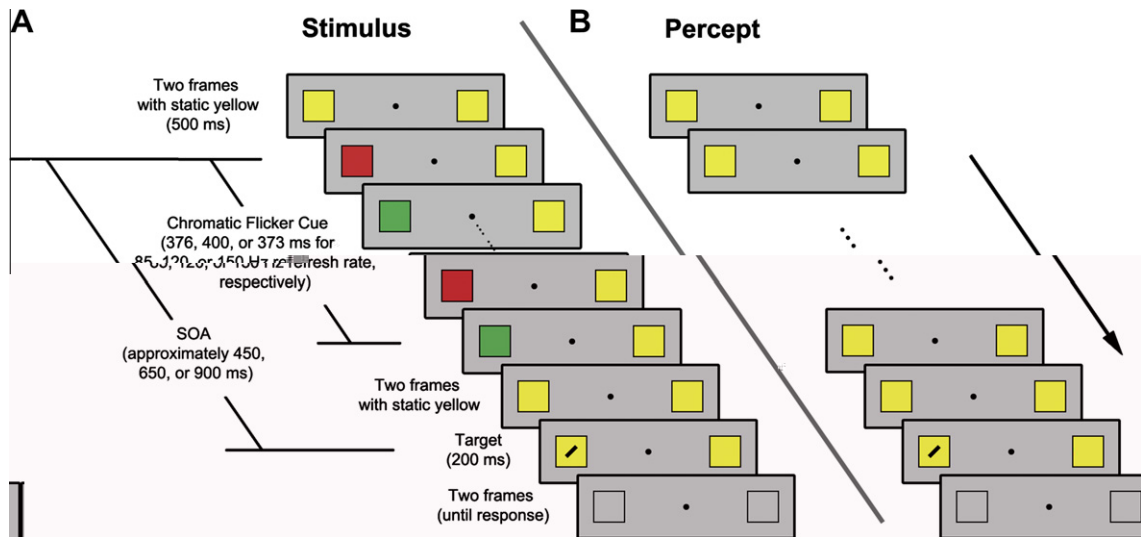 A
Stimulus
B
Percept
Two frames
with static yellow
(500 ms)
Chromatic Flicker Cue
(376, 400, or 373 ms for
refresh rate,
respectively)
SOA
(approximately 450,
650, or 900 ms)
Two frames
with static yellow
Target
(200 ms)
Two frames
(until response)